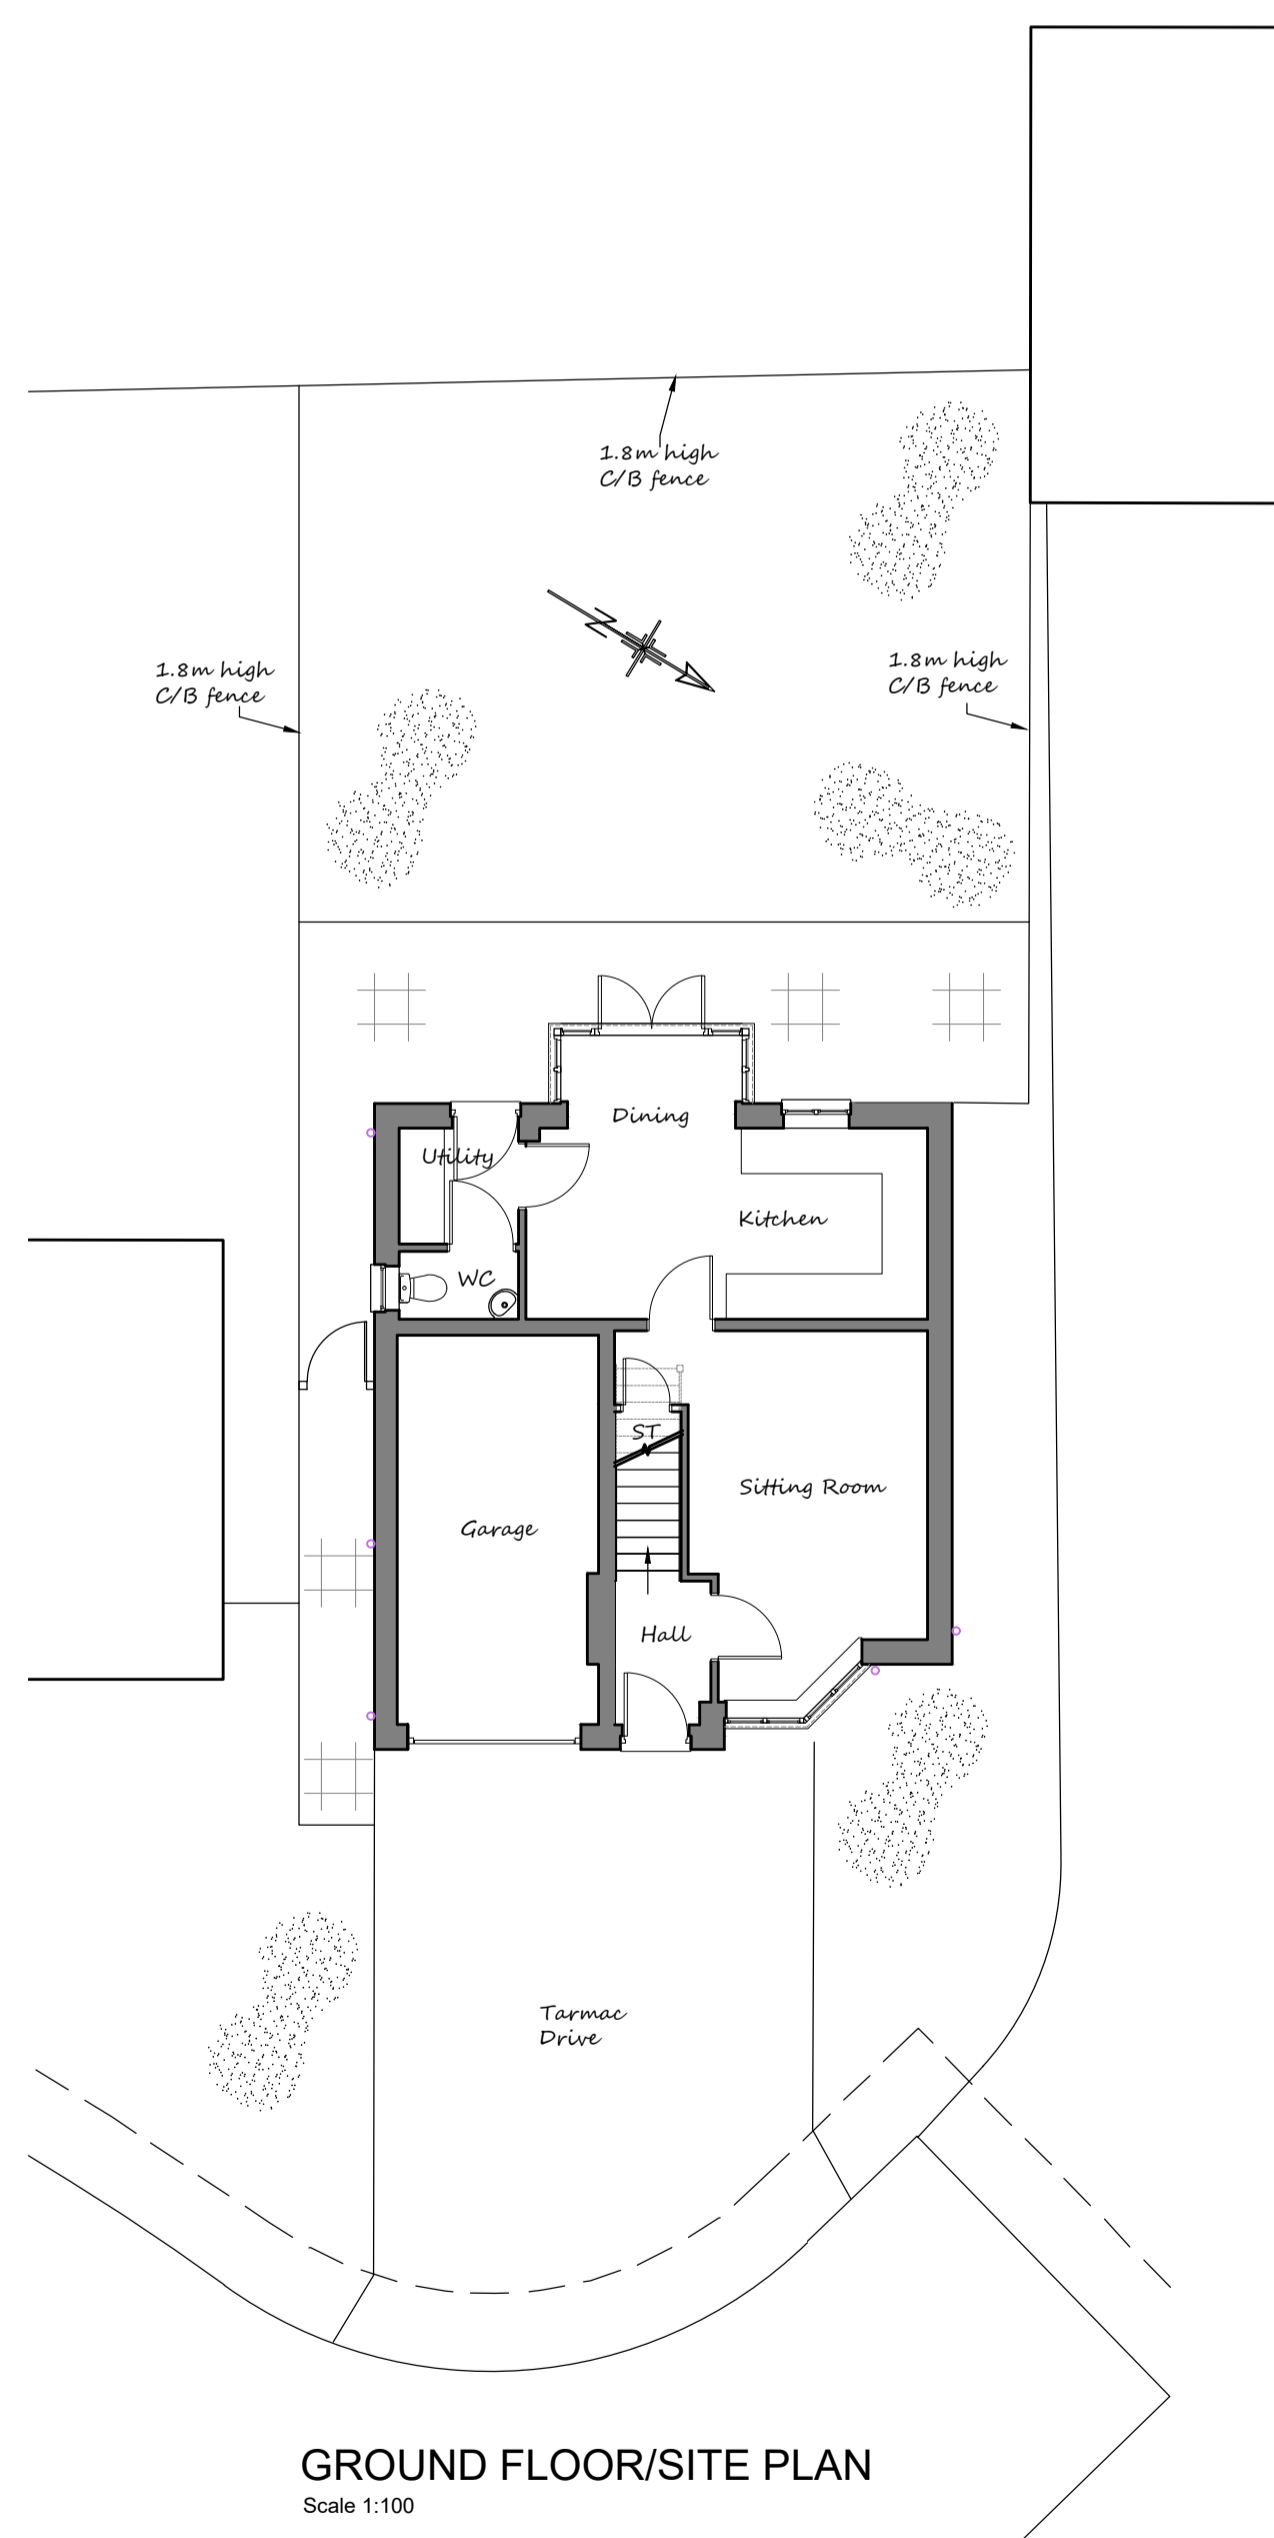 1.8m high
C/B fence
N
1.8m high
C/B fence
1.8m high
C/B fence
Dining
Utility
Kitchen
WC
ST
Sitting Room
Garage
Hall
Tarmac
Drive
GROUND FLOOR/SITE PLAN
Scale 1:100